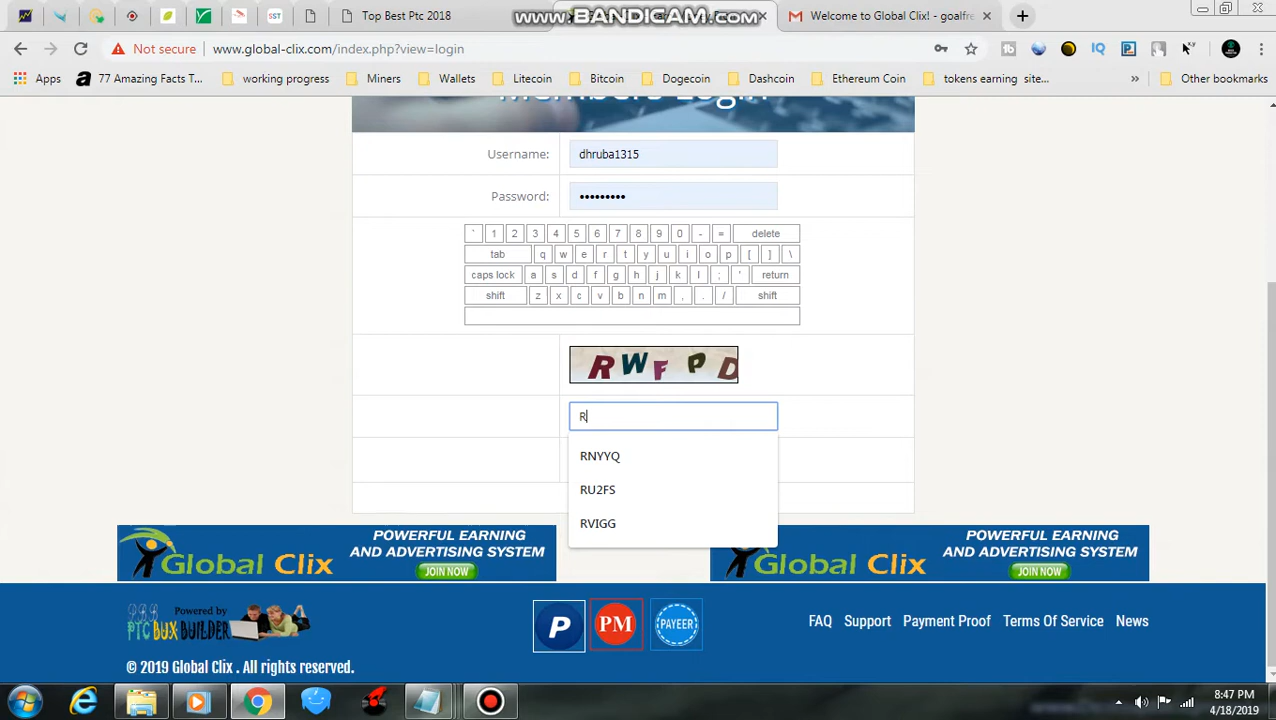 Top Best Ptc 2018
www.BANDICAM.com
Welcome to Global Clix! - goalfre
Not secure www.global-clix.com/index.php?view=login
Apps 77 Amazing Facts T... working progress Miners Wallets Litecoin Bitcoin Dogecoin Dashcoin Ethereum Coin tokens earning site... » Other bookmarks
Members Login
Username: dhruba1315
Password: •••••••••
` 1 2 3 4 5 6 7 8 9 0 - = delete
tab q w e r t y u i o p [ ] \
caps lock a s d f g h j k l ; ' return
shift z x c v b n m , . / shift
R W F P D
R
RNYYQ
RU2FS
RVIGG
POWERFUL EARNING
AND ADVERTISING SYSTEM
Global Clix JOIN NOW
POWERFUL EARNING
AND ADVERTISING SYSTEM
Global Clix JOIN NOW
Powered by
PTC BUX BUILDER
P PM PAYEER
FAQ Support Payment Proof Terms Of Service News
© 2019 Global Clix . All rights reserved.
8:47 PM
4/18/2019